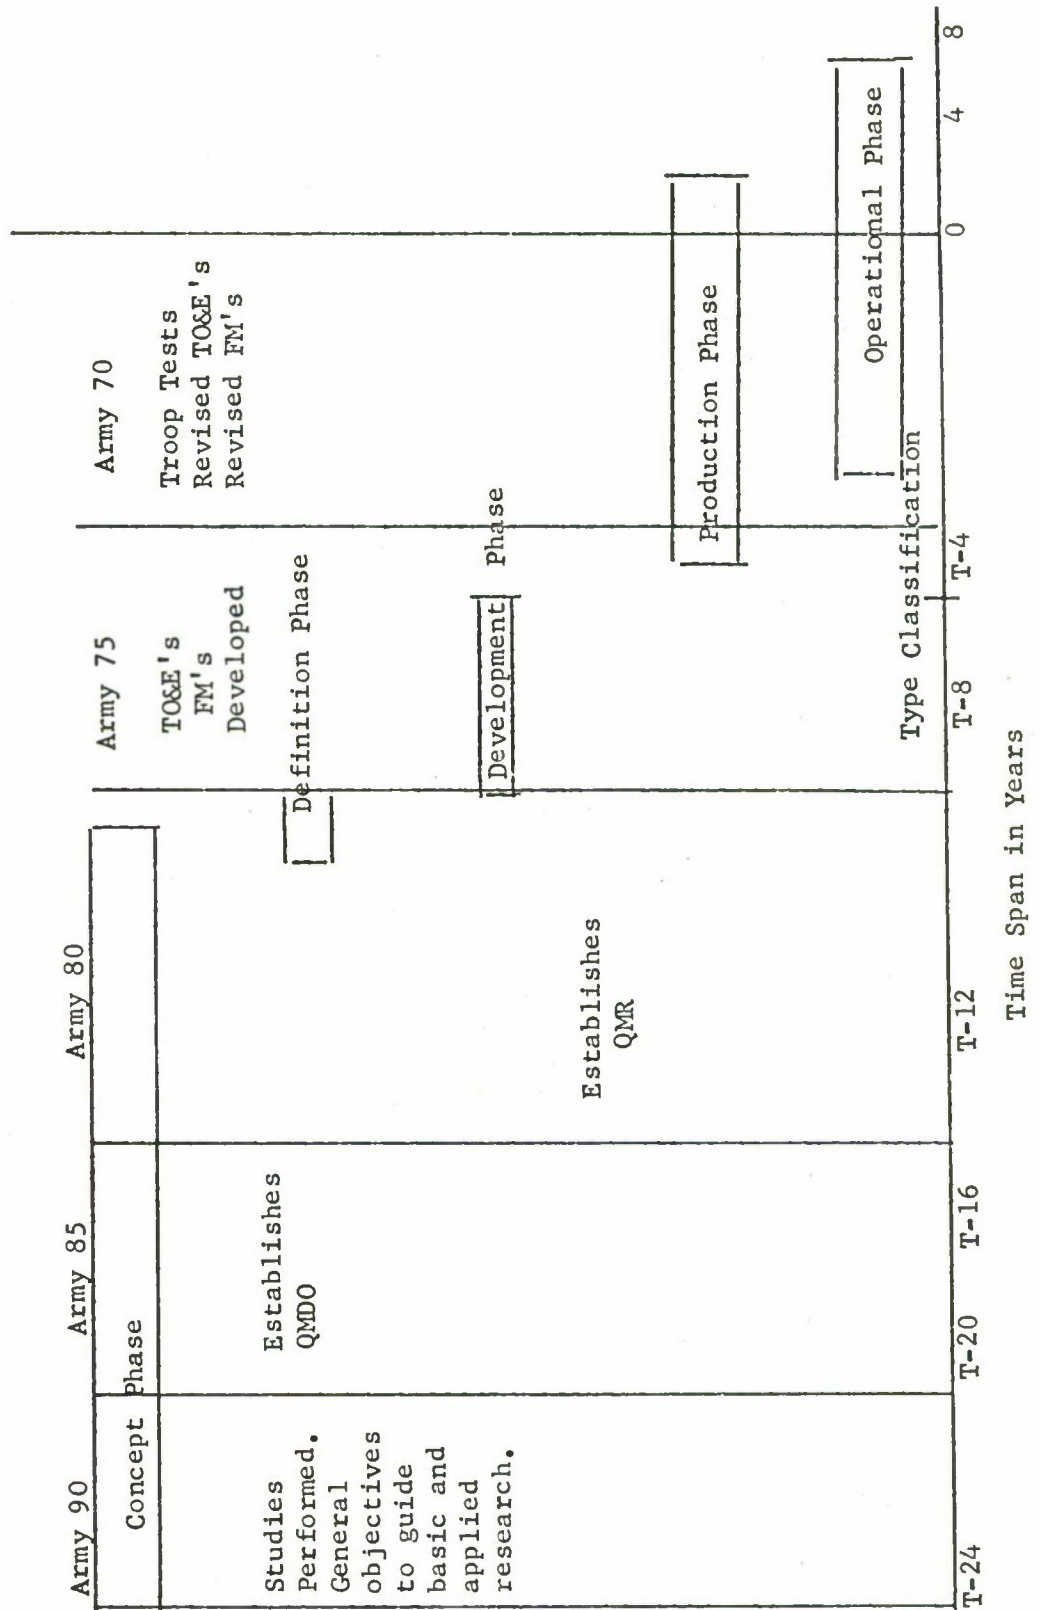 Army 90
Army 85
Army 80
Army 75
Army 70
Concept Phase
Studies
Performed.
General
objectives
to guide
basic and
applied
research.
Establishes
QMDO
Establishes
QMR
TO&E's
FM's
Developed
Troop Tests
Revised TO&E's
Revised FM's
Definition Phase
Development Phase
Production Phase
Operational Phase
Type Classification
T-24
T-20
T-16
T-12
T-8
T-4
0
4
8
Time Span in Years